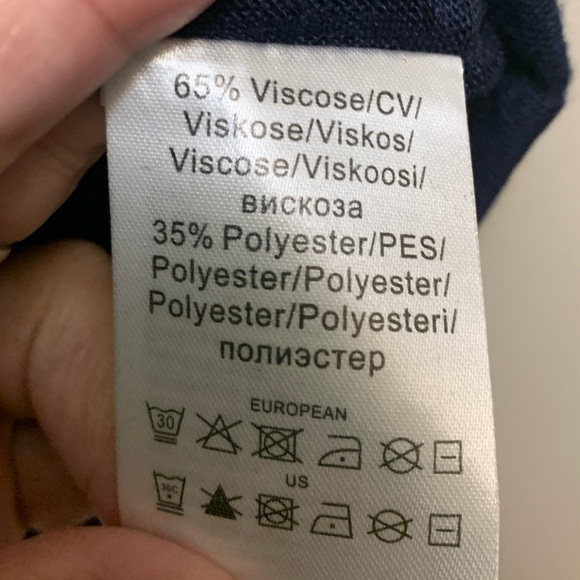 65% Viscose/CV/
Viskose/Viskos/
Viscose/Viskoosi/
вискоза
35% Polyester/PES/
Polyester/Polyester/
Polyester/Polyesteri/
полиэстер
EUROPEAN
30
US
30C